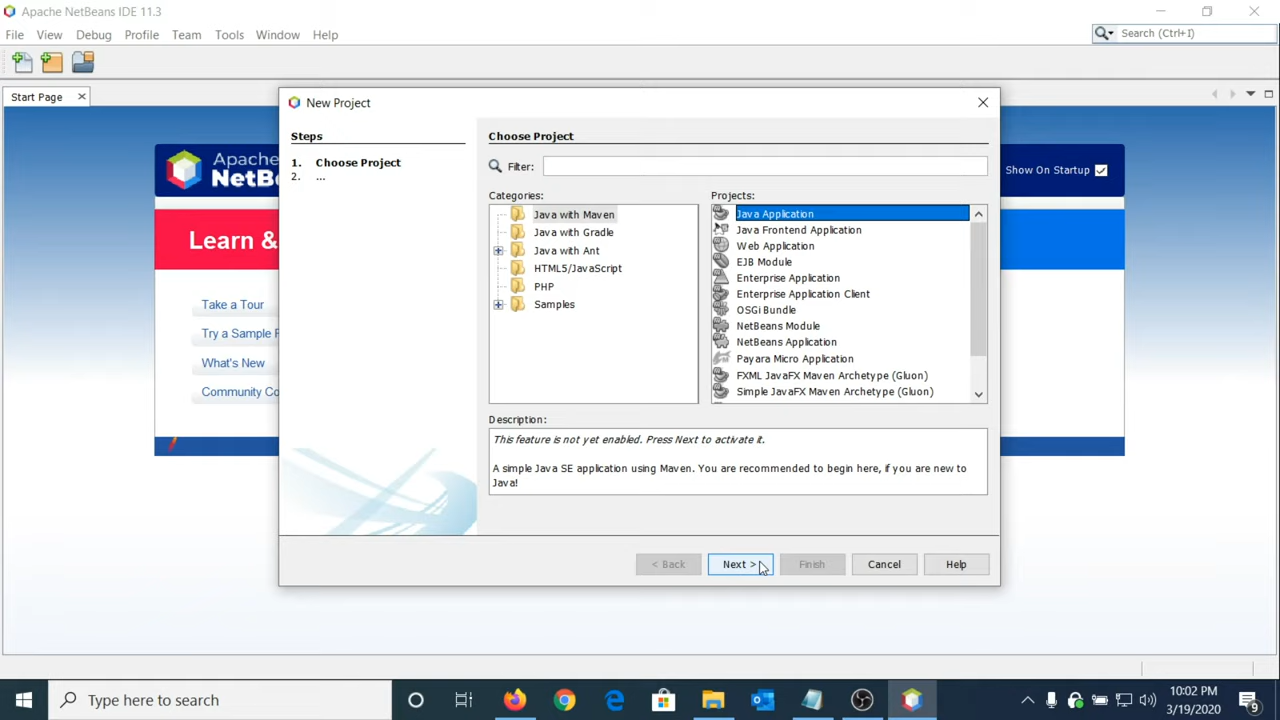 Apache NetBeans IDE 11.3
File View Debug Profile Team Tools Window Help
Search (Ctrl+I)
Start Page
Apache
NetBe
Show On Startup
Learn &
Take a Tour
Try a Sample P
What's New
Community Co
New Project
Steps
1. Choose Project
2. ...
Choose Project
Filter:
Categories:
Java with Maven
Java with Gradle
Java with Ant
HTML5/JavaScript
PHP
Samples
Projects:
Java Application
Java Frontend Application
Web Application
EJB Module
Enterprise Application
Enterprise Application Client
OSGi Bundle
NetBeans Module
NetBeans Application
Payara Micro Application
FXML JavaFX Maven Archetype (Gluon)
Simple JavaFX Maven Archetype (Gluon)
Description:
This feature is not yet enabled. Press Next to activate it.
A simple Java SE application using Maven. You are recommended to begin here, if you are new to
Java!
< Back Next > Finish Cancel Help
Type here to search
10:02 PM
3/19/2020
9